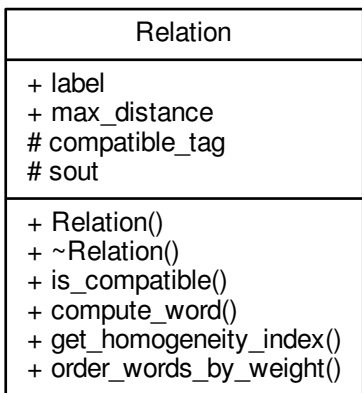 Relation
+ label
+ max_distance
# compatible_tag
# sout
+ Relation()
+ ~Relation()
+ is_compatible()
+ compute_word()
+ get_homogeneity_index()
+ order_words_by_weight()